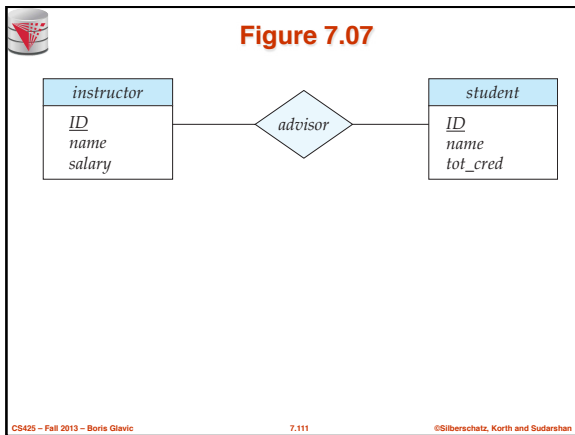 Figure 7.07
instructor
ID
name
salary
advisor
student
ID
name
tot_cred
CS425 – Fall 2013 – Boris Glavic 7.111 ©Silberschatz, Korth and Sudarshan